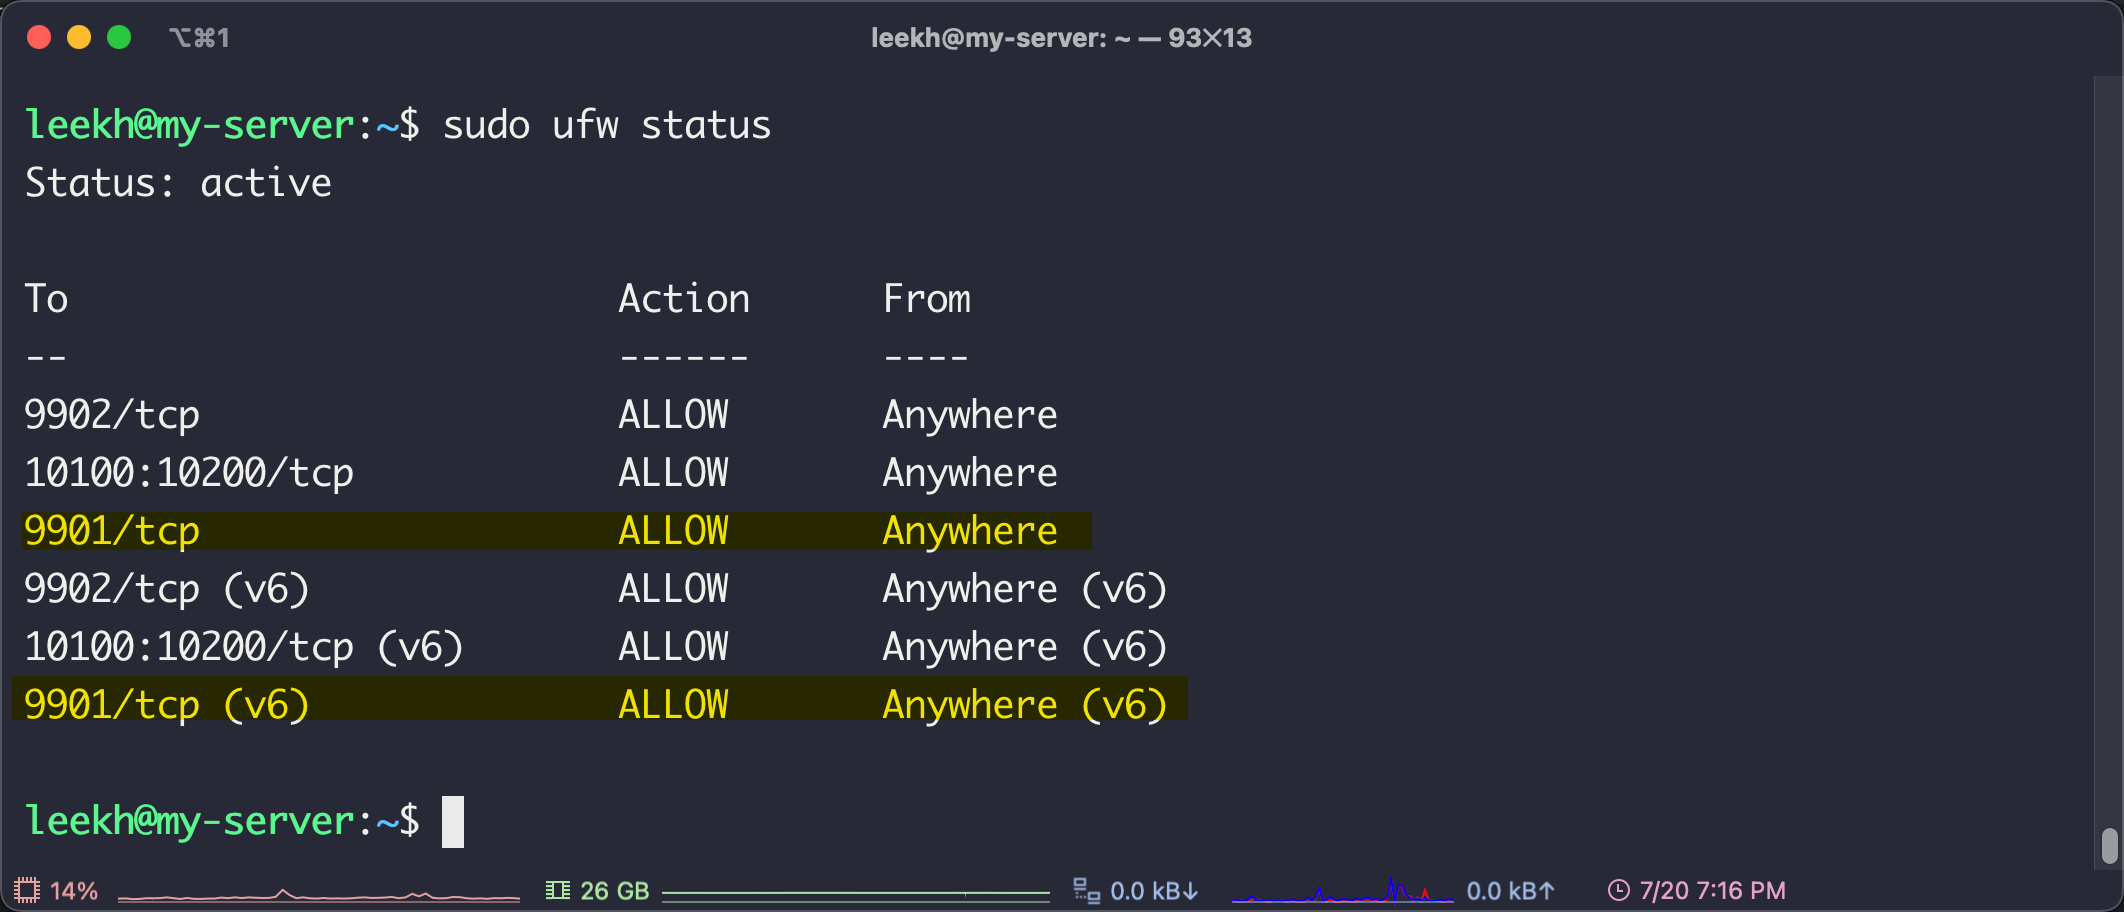 ⌥⌘1 leekh@my-server: ~ — 93×13
leekh@my-server:~$ sudo ufw status
Status: active
To Action From
-- ------ ----
9902/tcp ALLOW Anywhere
10100:10200/tcp ALLOW Anywhere
9901/tcp ALLOW Anywhere
9902/tcp (v6) ALLOW Anywhere (v6)
10100:10200/tcp (v6) ALLOW Anywhere (v6)
9901/tcp (v6) ALLOW Anywhere (v6)
leekh@my-server:~$
14% 26 GB 0.0 kB↓ 0.0 kB↑ 7/20 7:16 PM